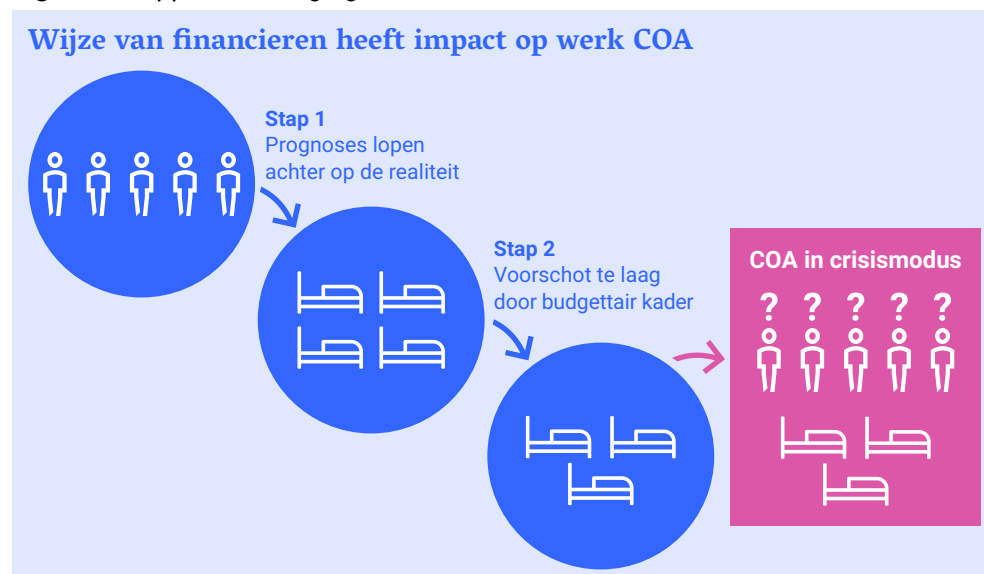 Wijze van financieren heeft impact op werk COA
Stap 1
Prognoses lopen
achter op de realiteit
Stap 2
Voorschot te laag
door budgettair kader
COA in crisismodus
? ? ? ? ?